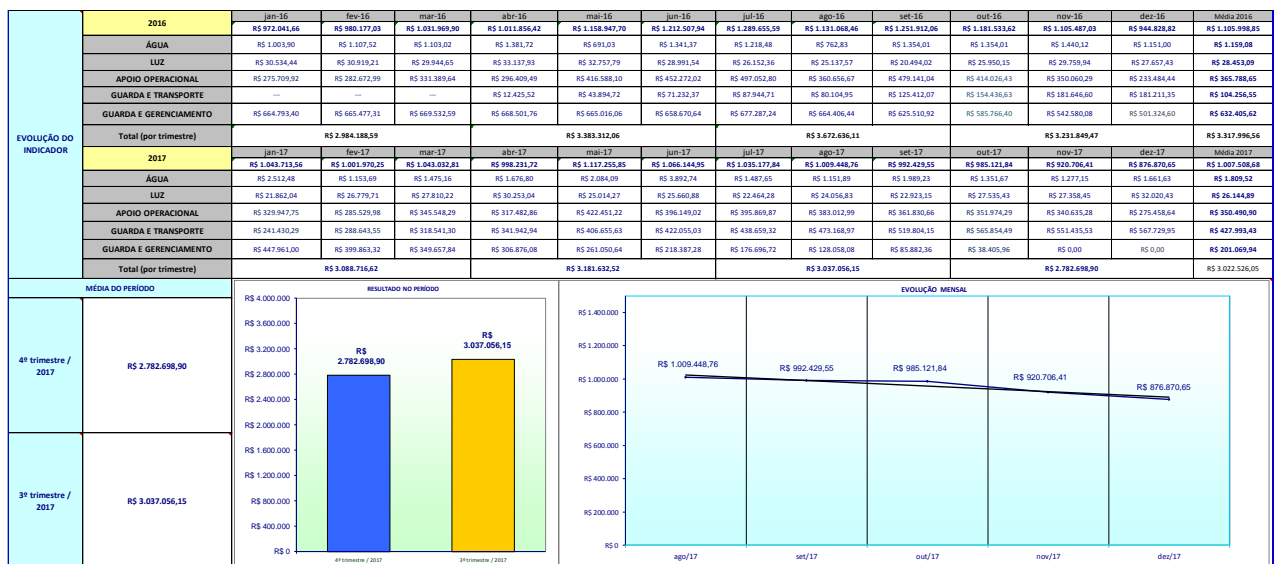 jan-16 fev-16 mar-16 abr-16 mai-16 jun-16 jul-16 ago-16 set-16 out-16 nov-16 dez-16 Média 2016
2016 R$ 972.041,66 R$ 980.177,03 R$ 1.031.969,90 R$ 1.011.856,42 R$ 1.158.947,70 R$ 1.212.507,94 R$ 1.289.655,59 R$ 1.131.068,46 R$ 1.251.912,06 R$ 1.181.533,62 R$ 1.105.487,03 R$ 944.828,82 R$ 1.105.998,85
ÁGUA R$ 1.003,90 R$ 1.107,52 R$ 1.103,02 R$ 1.381,72 R$ 691,03 R$ 1.341,37 R$ 1.218,48 R$ 762,83 R$ 1.354,01 R$ 1.354,01 R$ 1.440,12 R$ 1.151,00 R$ 1.159,08
LUZ R$ 30.534,44 R$ 30.919,21 R$ 29.944,65 R$ 33.137,93 R$ 32.757,79 R$ 28.991,54 R$ 26.152,36 R$ 25.137,57 R$ 20.494,02 R$ 25.950,15 R$ 29.759,94 R$ 27.657,43 R$ 28.453,09
APOIO OPERACIONAL R$ 275.709,92 R$ 282.672,99 R$ 331.389,64 R$ 296.409,49 R$ 416.588,10 R$ 452.272,02 R$ 497.052,80 R$ 360.656,67 R$ 479.141,04 R$ 414.026,43 R$ 350.060,29 R$ 233.484,44 R$ 365.788,65
GUARDA E TRANSPORTE --- --- --- R$ 12.425,52 R$ 43.894,72 R$ 71.232,37 R$ 87.944,71 R$ 80.104,95 R$ 125.412,07 R$ 154.436,63 R$ 181.646,60 R$ 181.211,35 R$ 104.256,55
GUARDA E GERENCIAMENTO R$ 664.793,40 R$ 665.477,31 R$ 669.532,59 R$ 668.501,76 R$ 665.016,06 R$ 658.670,64 R$ 677.287,24 R$ 664.406,44 R$ 625.510,92 R$ 585.766,40 R$ 542.580,08 R$ 501.324,60 R$ 632.405,62
Total (por trimestre) R$ 2.984.188,59 R$ 3.383.312,06 R$ 3.672.636,11 R$ 3.231.849,47 R$ 3.317.996,56
EVOLUÇÃO DO
INDICADOR
jan-17 fev-17 mar-17 abr-17 mai-17 jun-17 jul-17 ago-17 set-17 out-17 nov-17 dez-17 Média 2017
2017 R$ 1.043.713,56 R$ 1.001.970,25 R$ 1.043.032,81 R$ 998.231,72 R$ 1.117.255,85 R$ 1.066.144,95 R$ 1.035.177,84 R$ 1.009.448,76 R$ 992.429,55 R$ 985.121,84 R$ 920.706,41 R$ 876.870,65 R$ 1.007.508,68
ÁGUA R$ 2.512,48 R$ 1.153,69 R$ 1.475,16 R$ 1.676,80 R$ 2.084,09 R$ 3.892,74 R$ 1.487,65 R$ 1.151,89 R$ 1.989,23 R$ 1.351,67 R$ 1.277,15 R$ 1.661,63 R$ 1.809,52
LUZ R$ 21.862,04 R$ 26.779,71 R$ 27.810,22 R$ 30.253,04 R$ 25.014,27 R$ 25.660,88 R$ 22.464,28 R$ 24.056,83 R$ 22.923,15 R$ 27.535,43 R$ 27.358,45 R$ 32.020,43 R$ 26.144,89
APOIO OPERACIONAL R$ 329.947,75 R$ 285.529,98 R$ 345.548,29 R$ 317.482,86 R$ 422.451,22 R$ 396.149,02 R$ 395.869,87 R$ 383.012,99 R$ 361.830,66 R$ 351.974,29 R$ 340.635,28 R$ 275.458,64 R$ 350.490,90
GUARDA E TRANSPORTE R$ 241.430,29 R$ 288.643,55 R$ 318.541,30 R$ 341.942,94 R$ 406.655,63 R$ 422.055,03 R$ 438.659,32 R$ 473.168,97 R$ 519.804,15 R$ 565.854,49 R$ 551.435,53 R$ 567.729,95 R$ 427.993,43
GUARDA E GERENCIAMENTO R$ 447.961,00 R$ 399.863,32 R$ 349.657,84 R$ 306.876,08 R$ 261.050,64 R$ 218.387,28 R$ 176.696,72 R$ 128.058,08 R$ 85.882,36 R$ 38.405,96 R$ 0,00 R$ 0,00 R$ 201.069,94
Total (por trimestre) R$ 3.088.716,62 R$ 3.181.632,52 R$ 3.037.056,15 R$ 2.782.698,90 R$ 3.022.526,05
MÉDIA DO PERÍODO
4º trimestre /
2017
R$ 2.782.698,90
3º trimestre /
2017
R$ 3.037.056,15
RESULTADO NO PERÍODO
R$ 4.000.000
R$ 3.600.000
R$ 3.200.000
R$ 2.800.000
R$ 2.400.000
R$ 2.000.000
R$ 1.600.000
R$ 1.200.000
R$ 800.000
R$ 400.000
R$ 0
R$
2.782.698,90
R$
3.037.056,15
4º trimestre / 2017 3º trimestre / 2017
EVOLUÇÃO MENSAL
R$ 1.400.000
R$ 1.200.000
R$ 1.000.000
R$ 800.000
R$ 600.000
R$ 400.000
R$ 200.000
R$ 0
R$ 1.009.448,76 R$ 992.429,55 R$ 985.121,84 R$ 920.706,41 R$ 876.870,65
ago/17 set/17 out/17 nov/17 dez/17